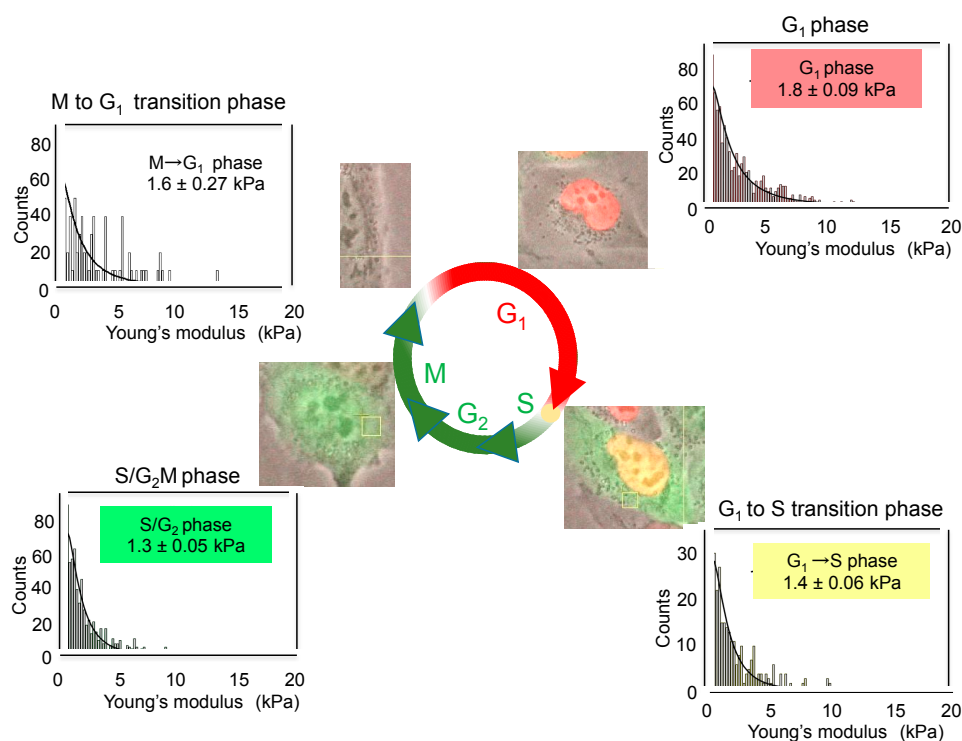 G₁ phase
80
60
40
20
0
Counts
G₁ phase
1.8 ± 0.09 kPa
0 5 10 15 20
Young's modulus (kPa)
M to G₁ transition phase
80
60
40
20
0
Counts
M→G₁ phase
1.6 ± 0.27 kPa
5 10 15 20
Young's modulus (kPa)
G₁
M
G₂
S
S/G₂M phase
80
60
40
20
0
Counts
S/G₂ phase
1.3 ± 0.05 kPa
5 10 15 20
Young's modulus (kPa)
G₁ to S transition phase
30
20
10
0
Counts
G₁→S phase
1.4 ± 0.06 kPa
0 5 10 15 20
Young's modulus (kPa)